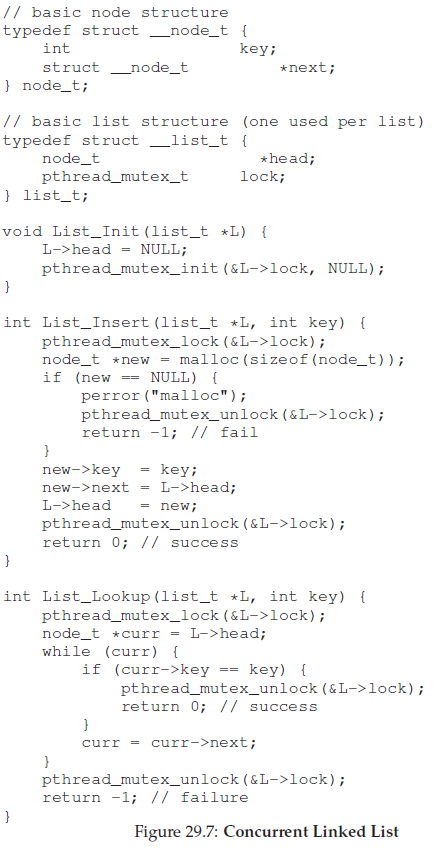 // basic node structure
typedef struct __node_t {
    int                     key;
    struct __node_t         *next;
} node_t;

// basic list structure (one used per list)
typedef struct __list_t {
    node_t                  *head;
    pthread_mutex_t         lock;
} list_t;

void List_Init(list_t *L) {
    L->head = NULL;
    pthread_mutex_init(&L->lock, NULL);
}

int List_Insert(list_t *L, int key) {
    pthread_mutex_lock(&L->lock);
    node_t *new = malloc(sizeof(node_t));
    if (new == NULL) {
        perror("malloc");
        pthread_mutex_unlock(&L->lock);
        return -1; // fail
    }
    new->key  = key;
    new->next = L->head;
    L->head   = new;
    pthread_mutex_unlock(&L->lock);
    return 0; // success
}

int List_Lookup(list_t *L, int key) {
    pthread_mutex_lock(&L->lock);
    node_t *curr = L->head;
    while (curr) {
        if (curr->key == key) {
            pthread_mutex_unlock(&L->lock);
            return 0; // success
        }
        curr = curr->next;
    }
    pthread_mutex_unlock(&L->lock);
    return -1; // failure
}
Figure 29.7: Concurrent Linked List